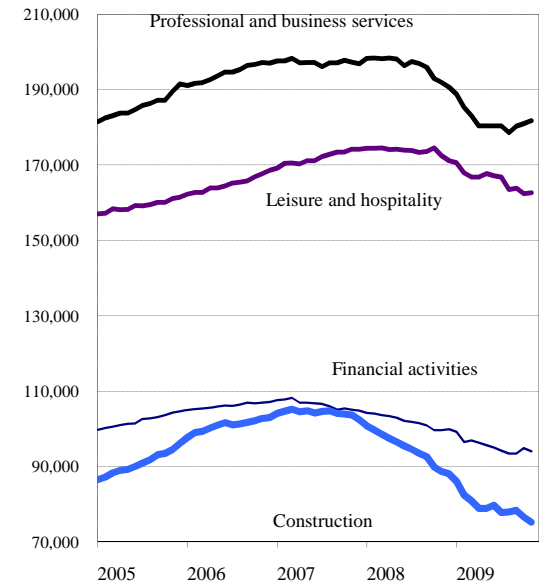 210,000
Professional and business services
190,000
170,000
Leisure and hospitality
150,000
130,000
Financial activities
110,000
90,000
Construction
70,000
2005 2006 2007 2008 2009